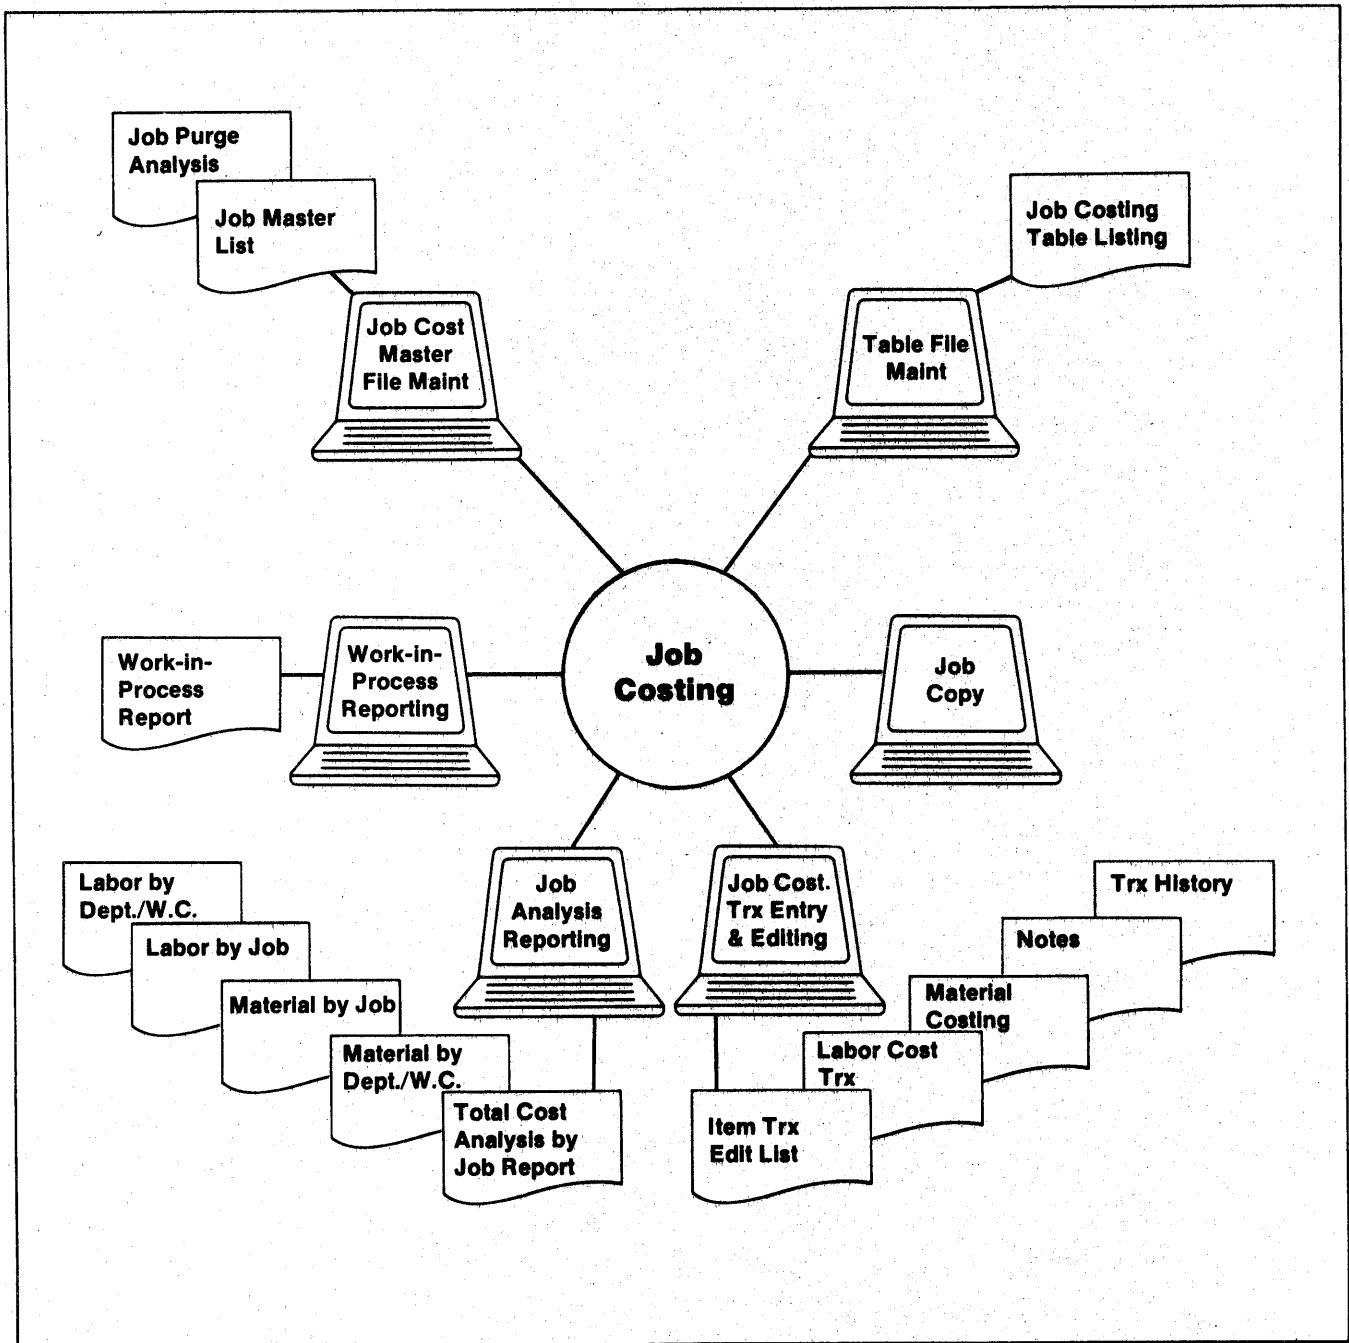 Job Purge
Analysis
Job Master
List
Job Costing
Table Listing
Job Cost
Master
File Maint
Table File
Maint
Work-in-
Process
Report
Work-in-
Process
Reporting
Job
Costing
Job
Copy
Labor by
Dept./W.C.
Labor by Job
Material by Job
Material by
Dept./W.C.
Total Cost
Analysis by
Job Report
Job
Analysis
Reporting
Job Cost.
Trx Entry
& Editing
Trx History
Notes
Material
Costing
Labor Cost
Trx
Item Trx
Edit List